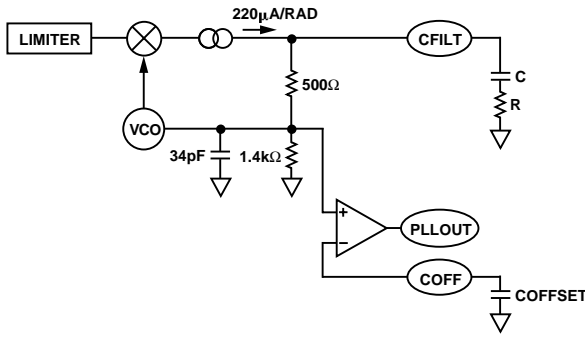 220µA/RAD
LIMITER
CFILT
C
R
500Ω
VCO
34pF
1.4kΩ
+
−
PLLOUT
COFF
COFFSET